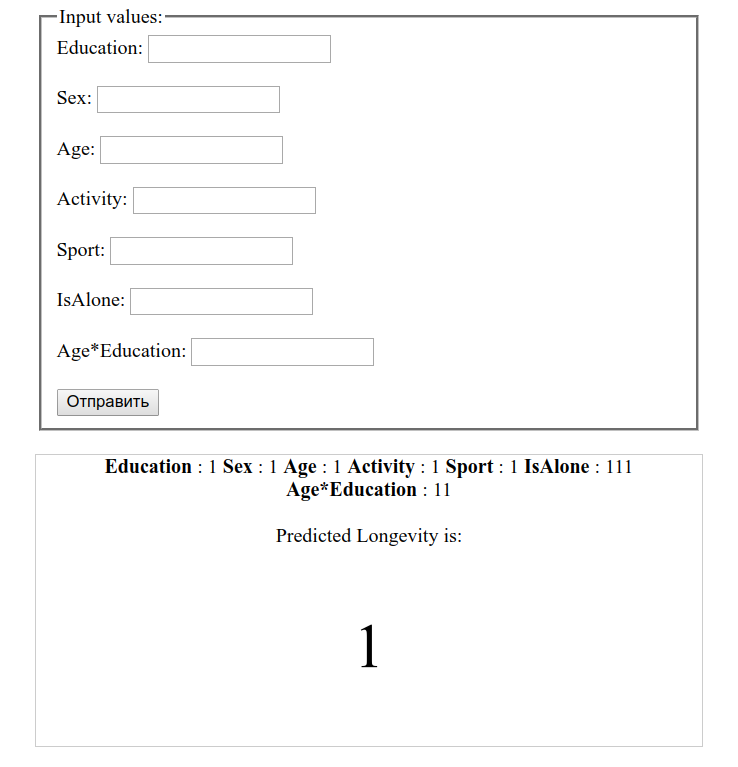 Input values:
Education:
Sex:
Age:
Activity:
Sport:
IsAlone:
Age*Education:
Отправить
Education : 1 Sex : 1 Age : 1 Activity : 1 Sport : 1 IsAlone : 111
Age*Education : 11
Predicted Longevity is:
1